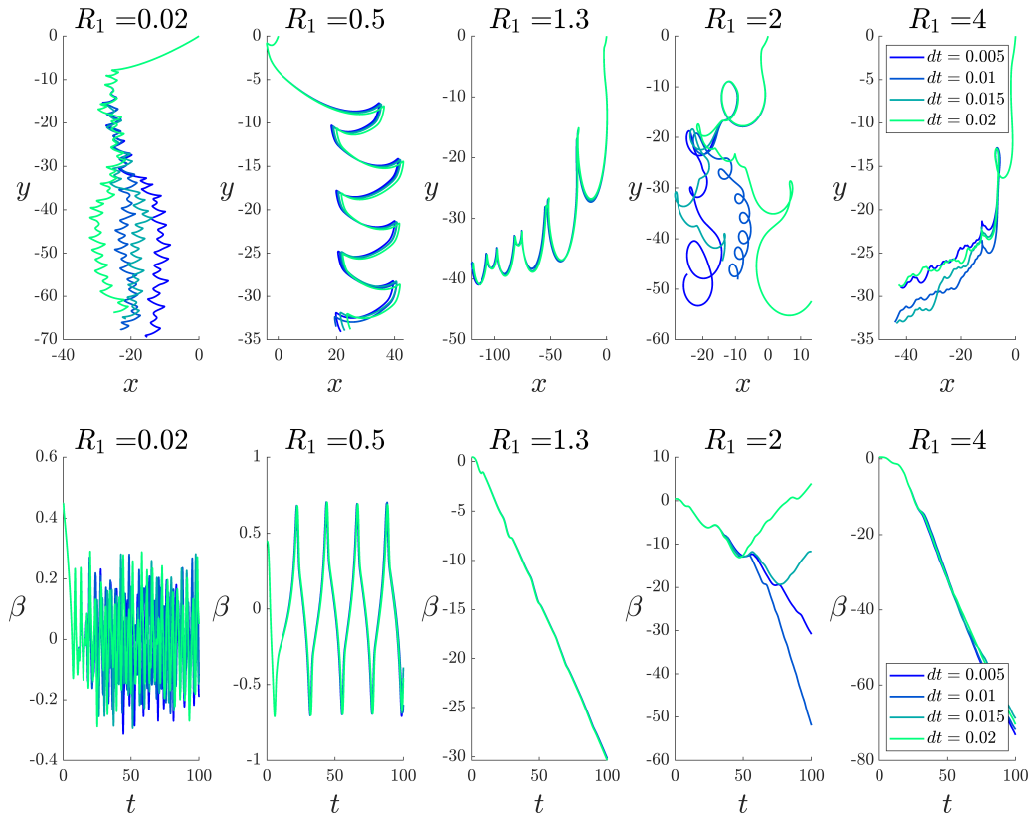 R₁ =0.02 R₁ =0.5 R₁ =1.3 R₁ =2 R₁ =4
0 -10 -20 -30 -40 -50 -60 -70
y
-40 -20 0
x
0 -5 -10 -15 -20 -25 -30 -35
y
0 20 40
x
0 -10 -20 -30 -40 -50
y
-100 -50 0
x
0 -10 -20 -30 -40 -50 -60
y
-20 -10 0 10
x
0 -5 -10 -15 -20 -25 -30 -35
y
-40 -20 0
x
dt = 0.005
dt = 0.01
dt = 0.015
dt = 0.02
R₁ =0.02 R₁ =0.5 R₁ =1.3 R₁ =2 R₁ =4
0.6 0.4 0.2 0 -0.2 -0.4
β
0 50 100
t
1 0.5 0 -0.5 -1
β
0 50 100
t
0 -5 -10 -15 -20 -25 -30
β
0 50 100
t
10 0 -10 -20 -30 -40 -50 -60
β
0 50 100
t
0 -20 -40 -60 -80
β
0 50 100
t
dt = 0.005
dt = 0.01
dt = 0.015
dt = 0.02